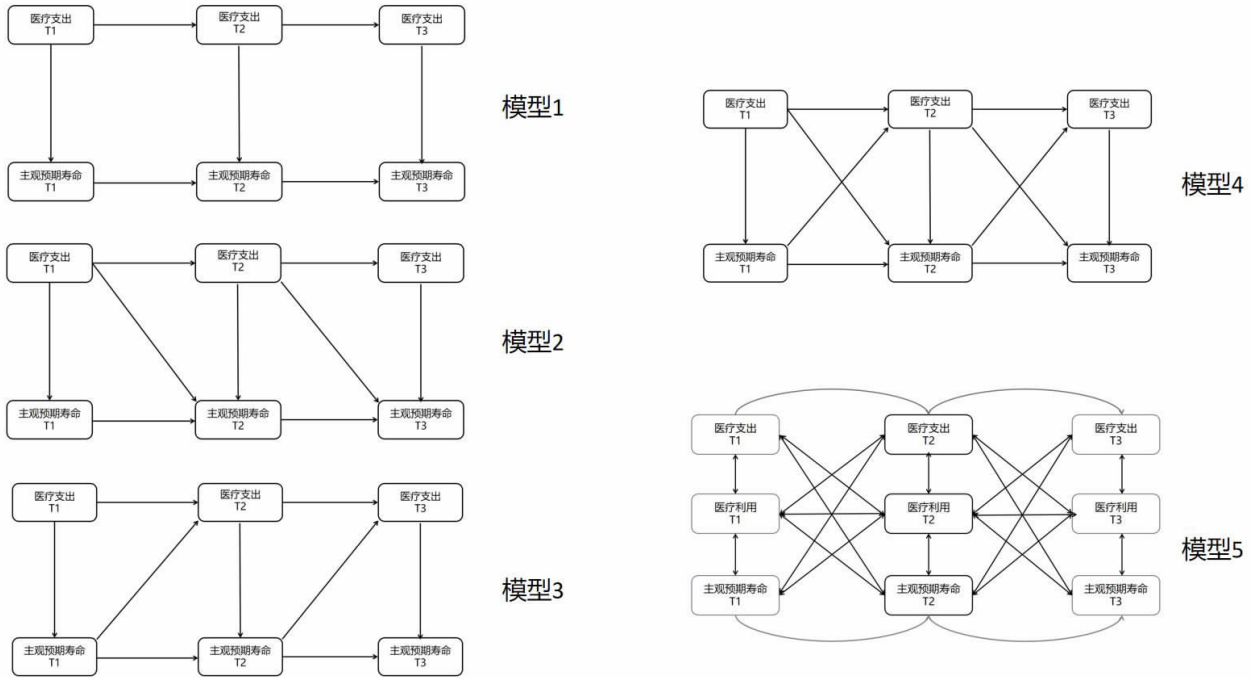 医疗支出
T1
医疗支出
T2
医疗支出
T3
模型1
主观预期寿命
T1
主观预期寿命
T2
主观预期寿命
T3
医疗支出
T1
医疗支出
T2
医疗支出
T3
模型2
主观预期寿命
T1
主观预期寿命
T2
主观预期寿命
T3
医疗支出
T1
医疗支出
T2
医疗支出
T3
模型3
主观预期寿命
T1
主观预期寿命
T2
主观预期寿命
T3
医疗支出
T1
医疗支出
T2
医疗支出
T3
模型4
主观预期寿命
T1
主观预期寿命
T2
主观预期寿命
T3
医疗支出
T1
医疗支出
T2
医疗支出
T3
医疗利用
T1
医疗利用
T2
医疗利用
T3
模型5
主观预期寿命
T1
主观预期寿命
T2
主观预期寿命
T3